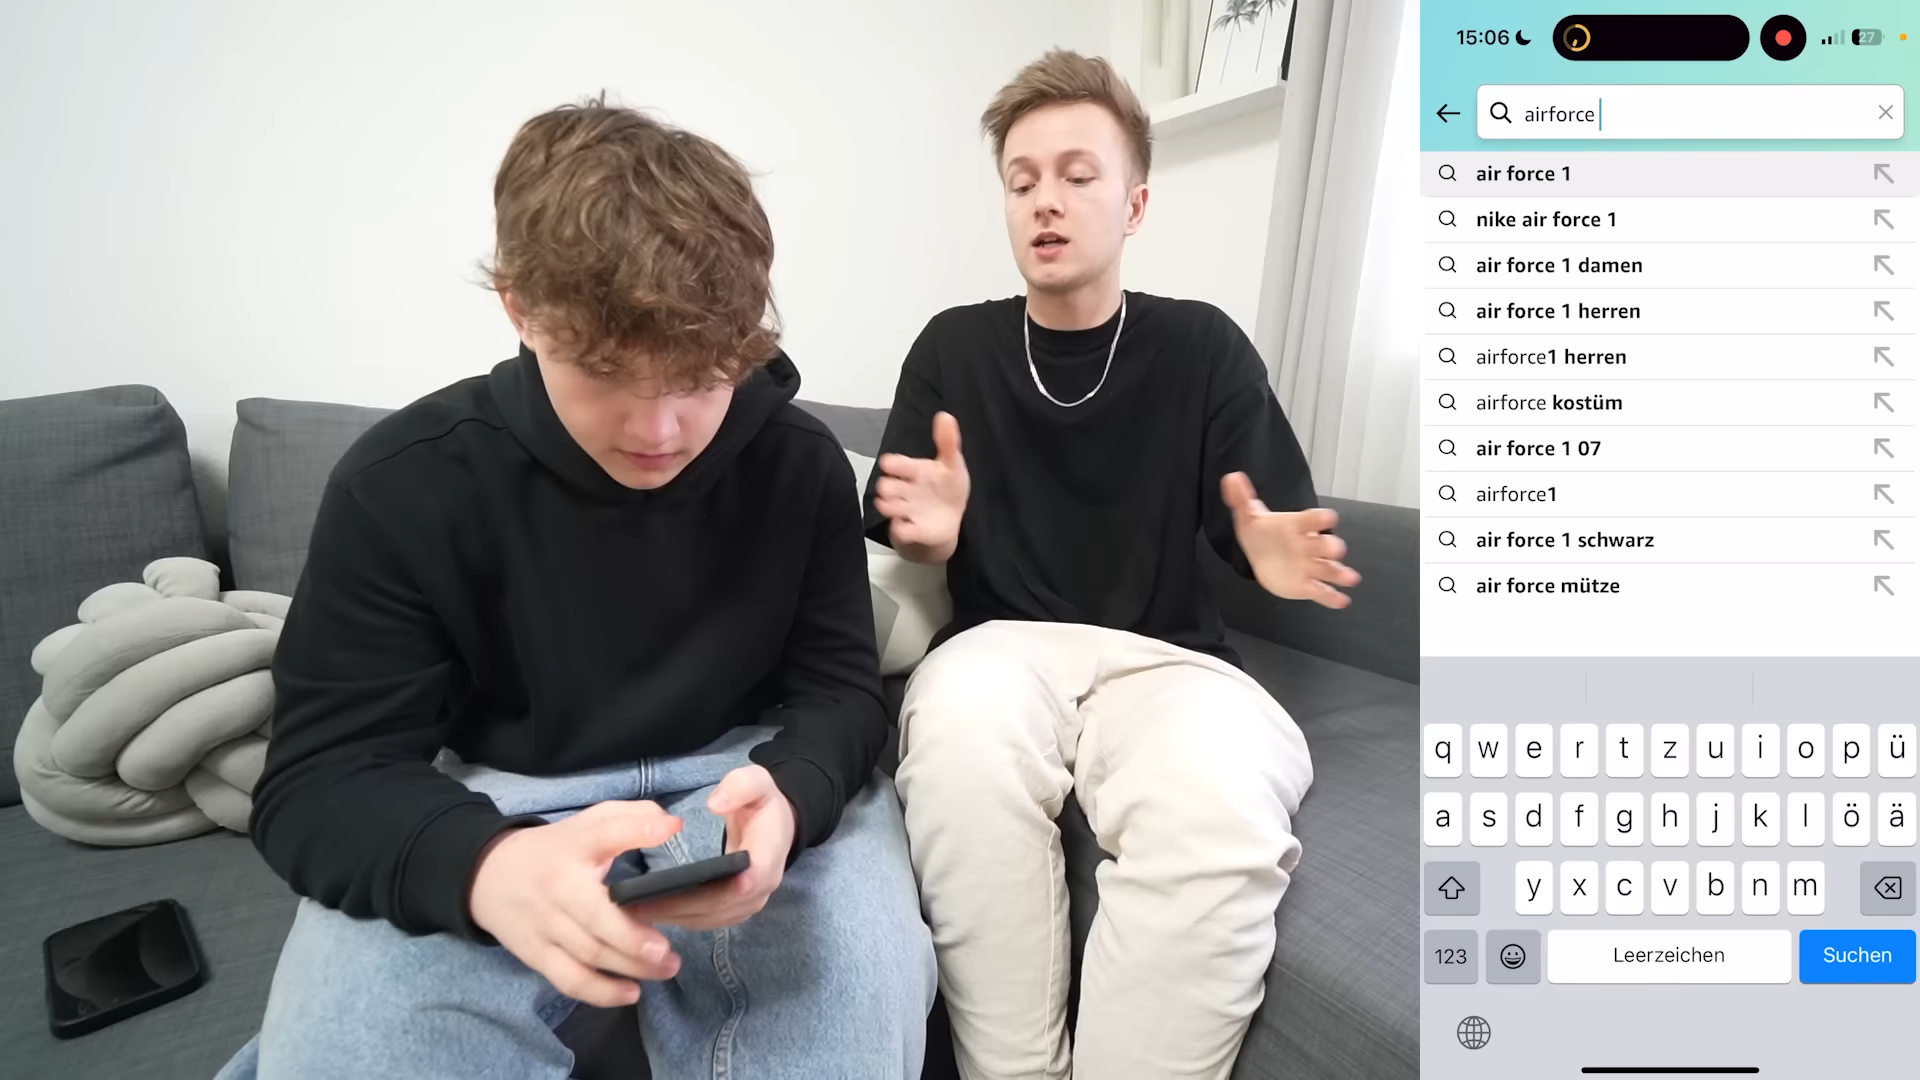 15:06
27
airforce
air force 1
nike air force 1
air force 1 damen
air force 1 herren
airforce1 herren
airforce kostüm
air force 1 07
airforce1
air force 1 schwarz
air force mütze
q w e r t z u i o p ü
a s d f g h j k l ö ä
y x c v b n m
123
Leerzeichen
Suchen